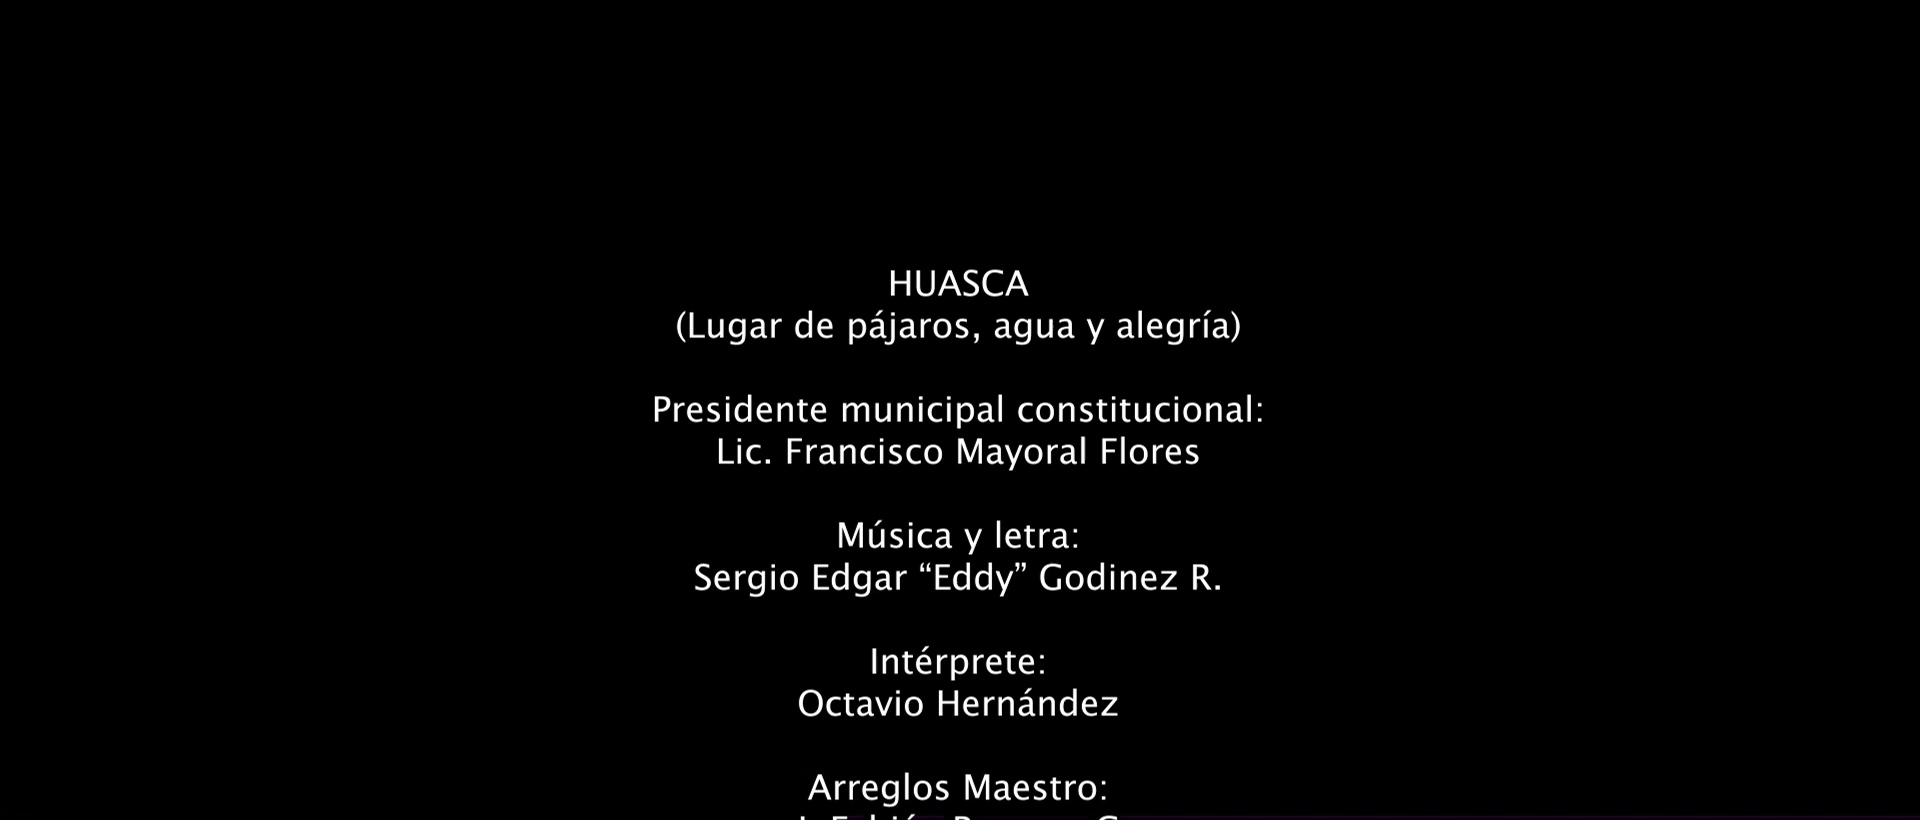 HUASCA
(Lugar de pájaros, agua y alegría)
Presidente municipal constitucional:
Lic. Francisco Mayoral Flores
Música y letra:
Sergio Edgar “Eddy” Godinez R.
Intérprete:
Octavio Hernández
Arreglos Maestro: